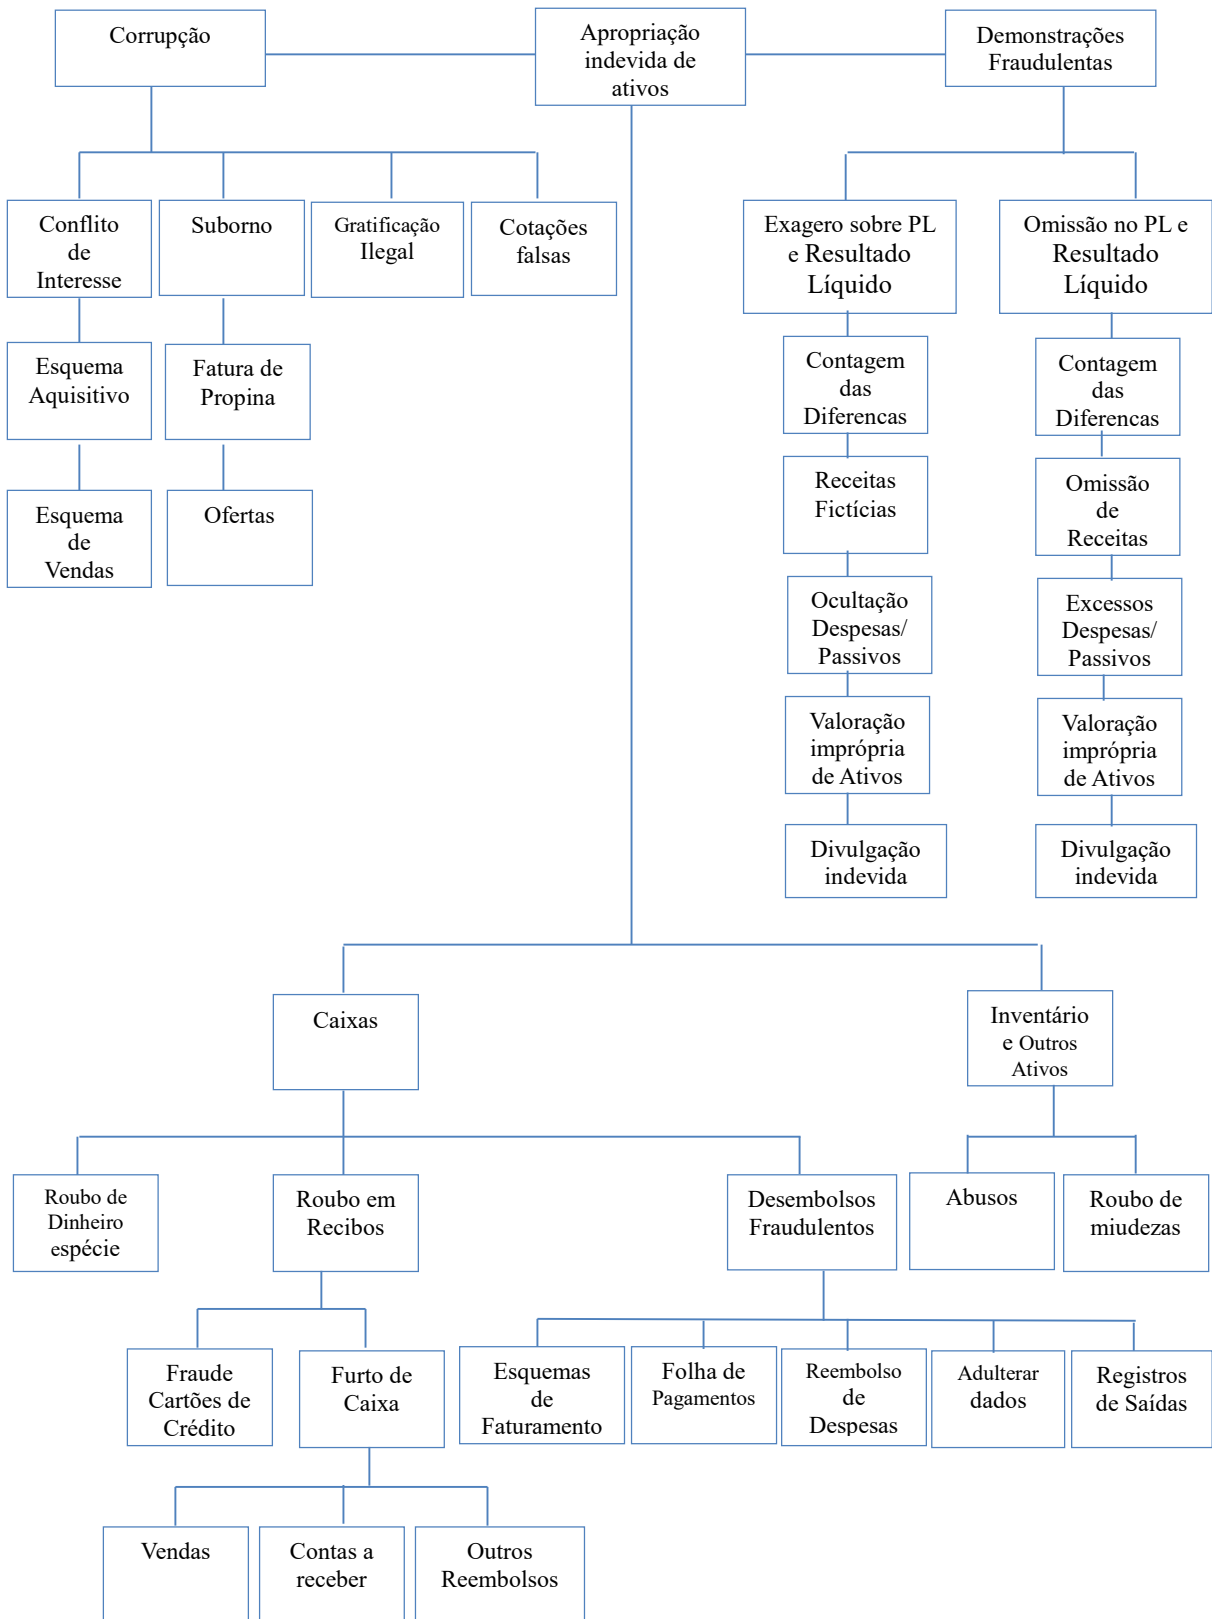 Corrupção
Apropriação
indevida de
ativos
Demonstrações
Fraudulentas
Conflito
de
Interesse
Suborno
Gratificação
Ilegal
Cotações
falsas
Exagero sobre PL
e Resultado
Líquido
Omissão no PL e
Resultado
Líquido
Esquema
Aquisitivo
Fatura de
Propina
Contagem
das
Diferencas
Contagem
das
Diferencas
Esquema
de
Vendas
Ofertas
Receitas
Fictícias
Omissão
de
Receitas
Ocultação
Despesas/
Passivos
Excessos
Despesas/
Passivos
Valoração
imprópria
de Ativos
Valoração
imprópria
de Ativos
Divulgação
indevida
Divulgação
indevida
Caixas
Inventário
e Outros
Ativos
Roubo de
Dinheiro
espécie
Roubo em
Recibos
Desembolsos
Fraudulentos
Abusos
Roubo de
miudezas
Fraude
Cartões de
Crédito
Furto de
Caixa
Esquemas
de
Faturamento
Folha de
Pagamentos
Reembolso
de
Despesas
Adulterar
dados
Registros
de Saídas
Vendas
Contas a
receber
Outros
Reembolsos